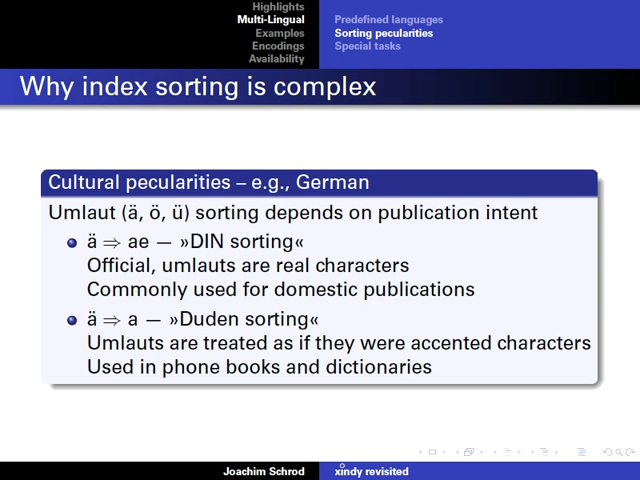 Highlights
Multi-Lingual
Examples
Encodings
Availability
Predefined languages
Sorting pecularities
Special tasks
Why index sorting is complex
Cultural pecularities – e.g., German
Umlaut (ä, ö, ü) sorting depends on publication intent
ä ⇒ ae — »DIN sorting«
Official, umlauts are real characters
Commonly used for domestic publications
ä ⇒ a — »Duden sorting«
Umlauts are treated as if they were accented characters
Used in phone books and dictionaries
Joachim Schrod
xı̊ndy revisited